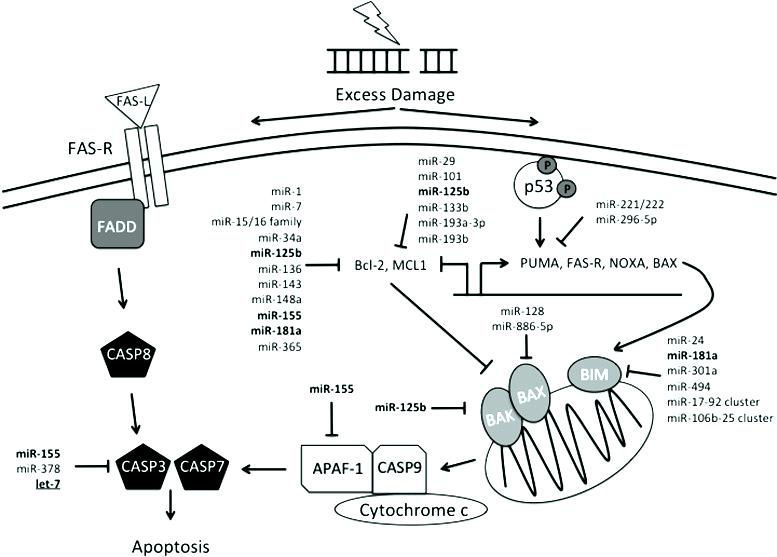 Excess Damage
FAS-L
FAS-R
FADD
CASP8
miR-155
miR-378
let-7
CASP3
CASP7
Apoptosis
miR-1
miR-7
miR-15/16 family
miR-34a
miR-125b
miR-136
miR-143
miR-148a
miR-155
miR-181a
miR-365
miR-29
miR-101
miR-125b
miR-133b
miR-193a-3p
miR-193b
Bcl-2, MCL1
P
p53
P
miR-221/222
miR-296-5p
PUMA, FAS-R, NOXA, BAX
miR-128
miR-886-5p
miR-24
miR-181a
miR-301a
miR-494
miR-17-92 cluster
miR-106b-25 cluster
BIM
BAX
BAK
miR-125b
miR-155
APAF-1
CASP9
Cytochrome c